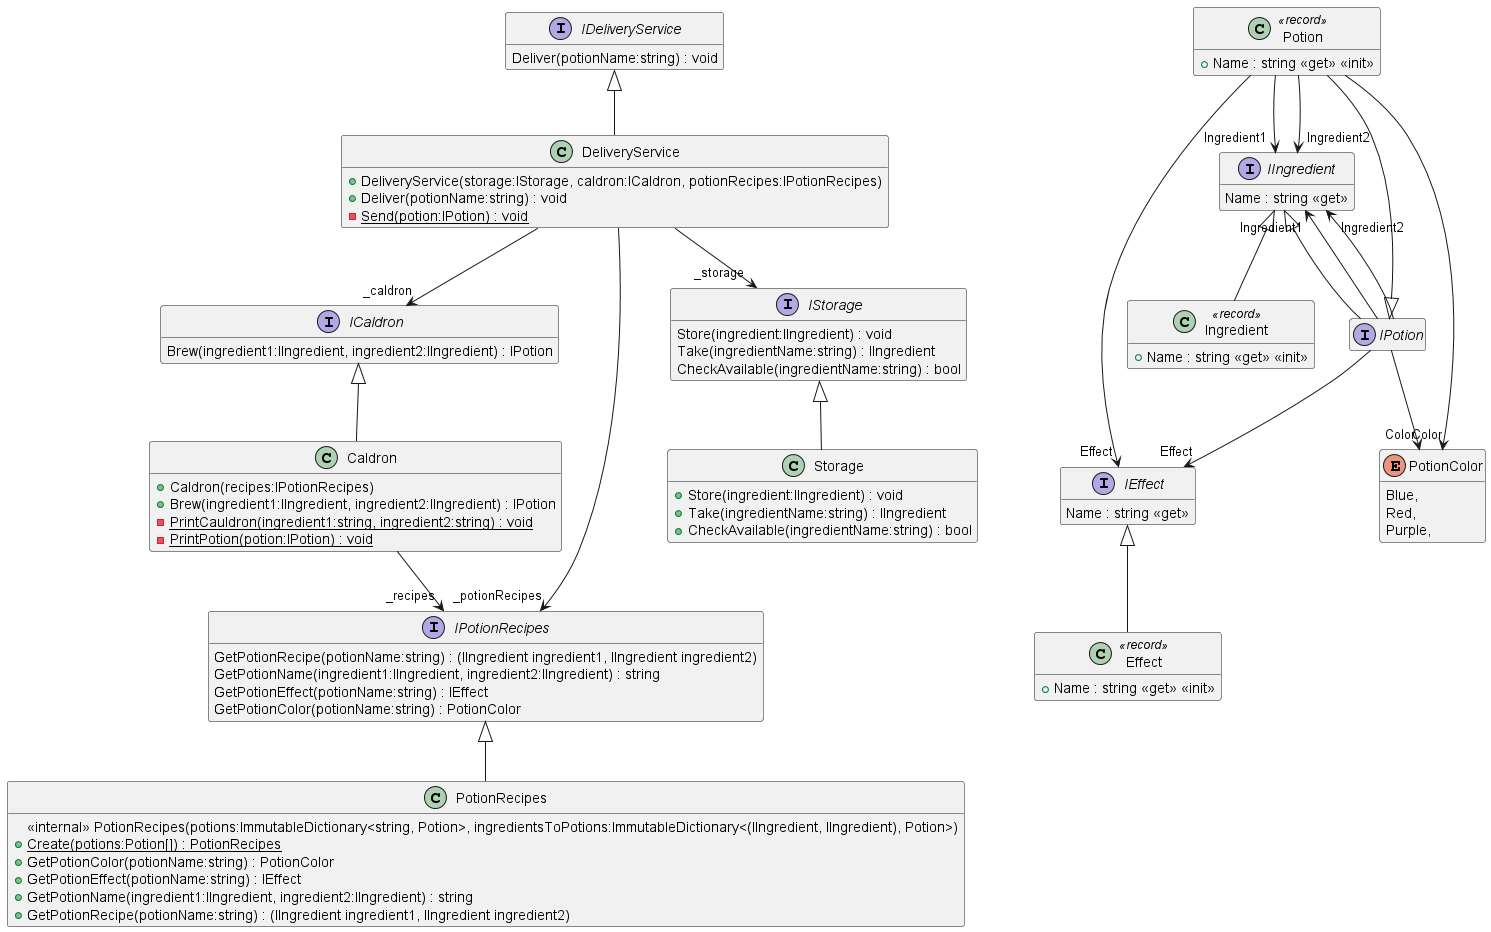 I IDeliveryService
Deliver(potionName:string) : void
C DeliveryService
DeliveryService(storage:IStorage, caldron:ICaldron, potionRecipes:IPotionRecipes)
Deliver(potionName:string) : void
Send(potion:IPotion) : void
_caldron
_storage
I ICaldron
Brew(ingredient1:IIngredient, ingredient2:IIngredient) : IPotion
I IStorage
Store(ingredient:IIngredient) : void
Take(ingredientName:string) : IIngredient
CheckAvailable(ingredientName:string) : bool
C Caldron
Caldron(recipes:IPotionRecipes)
Brew(ingredient1:IIngredient, ingredient2:IIngredient) : IPotion
PrintCauldron(ingredient1:string, ingredient2:string) : void
PrintPotion(potion:IPotion) : void
C Storage
Store(ingredient:IIngredient) : void
Take(ingredientName:string) : IIngredient
CheckAvailable(ingredientName:string) : bool
_recipes
_potionRecipes
I IPotionRecipes
GetPotionRecipe(potionName:string) : (IIngredient ingredient1, IIngredient ingredient2)
GetPotionName(ingredient1:IIngredient, ingredient2:IIngredient) : string
GetPotionEffect(potionName:string) : IEffect
GetPotionColor(potionName:string) : PotionColor
C PotionRecipes
«internal» PotionRecipes(potions:ImmutableDictionary<string, Potion>, ingredientsToPotions:ImmutableDictionary<(IIngredient, IIngredient), Potion>)
Create(potions:Potion[]) : PotionRecipes
GetPotionColor(potionName:string) : PotionColor
GetPotionEffect(potionName:string) : IEffect
GetPotionName(ingredient1:IIngredient, ingredient2:IIngredient) : string
GetPotionRecipe(potionName:string) : (IIngredient ingredient1, IIngredient ingredient2)
C «record»
Potion
Name : string «get» «init»
Ingredient1
Ingredient2
I IIngredient
Name : string «get»
Ingredient1
Ingredient2
C «record»
Ingredient
Name : string «get» «init»
I IPotion
Effect
Effect
Color
Color
I IEffect
Name : string «get»
E PotionColor
Blue,
Red,
Purple,
C «record»
Effect
Name : string «get» «init»